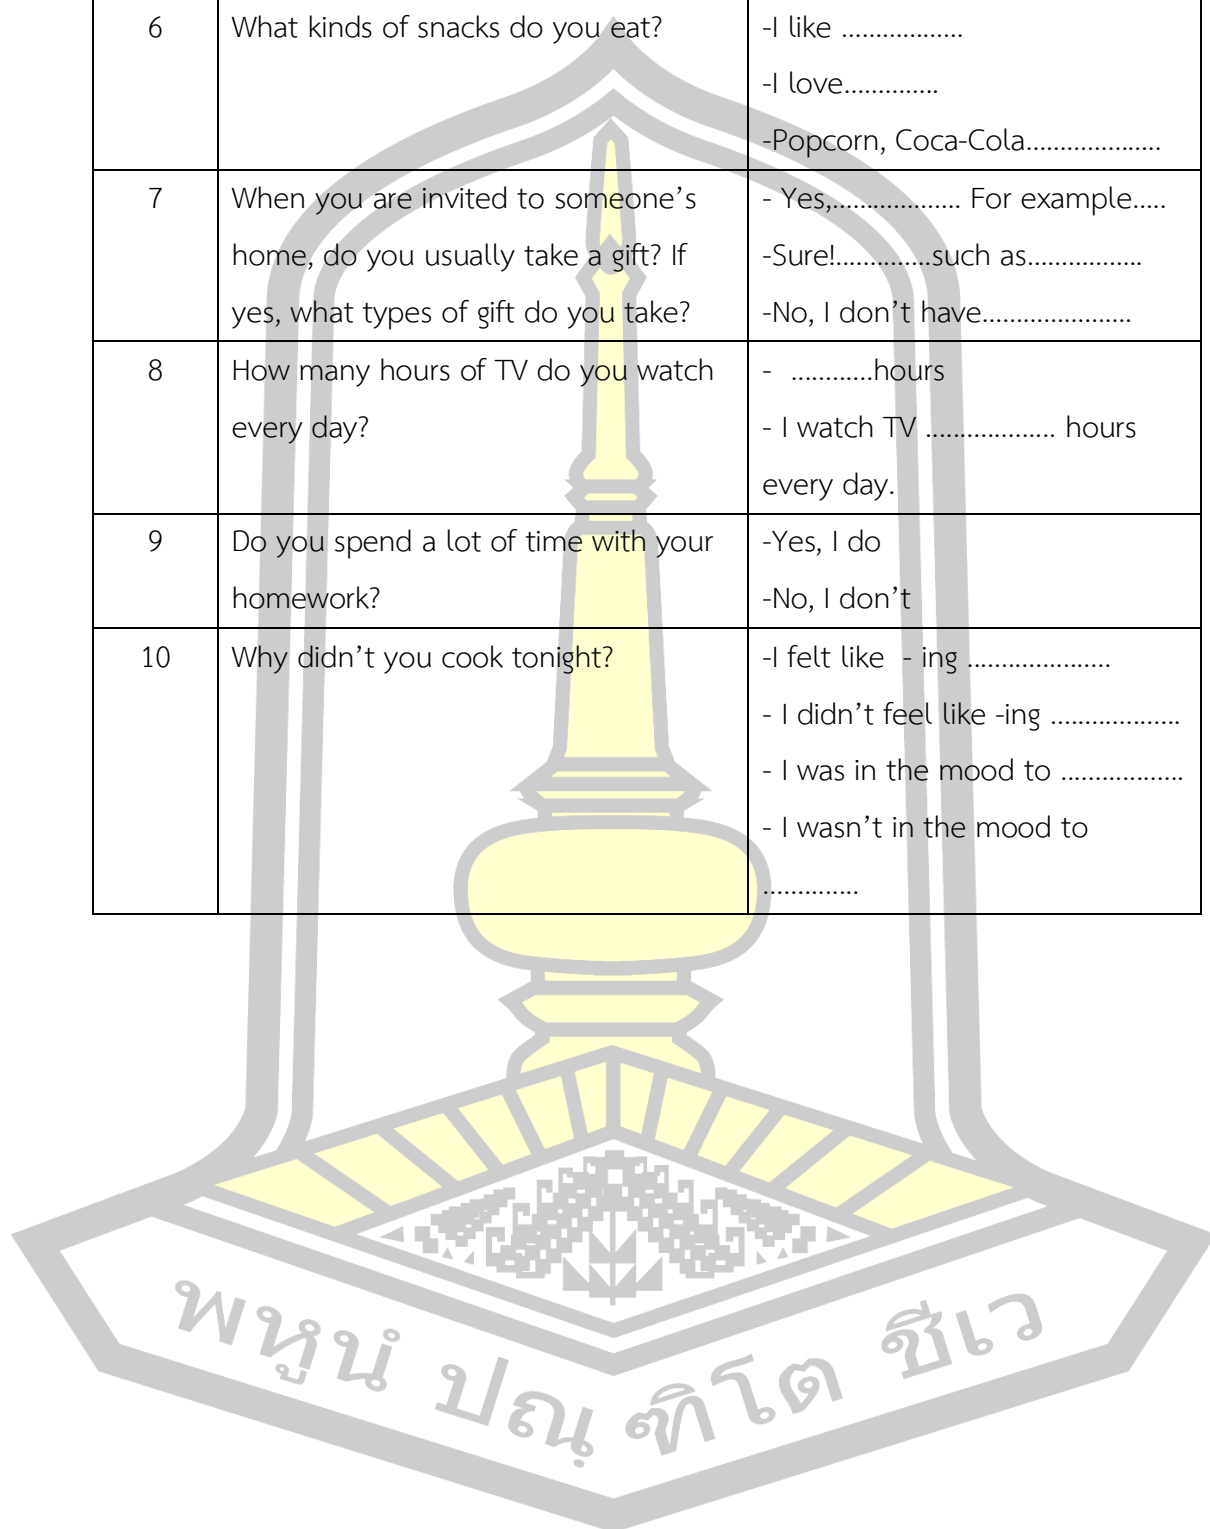 6 What kinds of snacks do you eat? -I like ..................
-I love..............
-Popcorn, Coca-Cola....................
7 When you are invited to someone’s - Yes,................... For example.....
home, do you usually take a gift? If -Sure!..............such as.................
yes, what types of gift do you take? -No, I don’t have......................
8 How many hours of TV do you watch - ............hours
every day? - I watch TV ................... hours
every day.
9 Do you spend a lot of time with your -Yes, I do
homework? -No, I don’t
10 Why didn’t you cook tonight? -I felt like - ing .....................
- I didn’t feel like -ing ...................
- I was in the mood to ..................
- I wasn’t in the mood to
..............
พหูนํ ปณฺฑิโต ชีเว